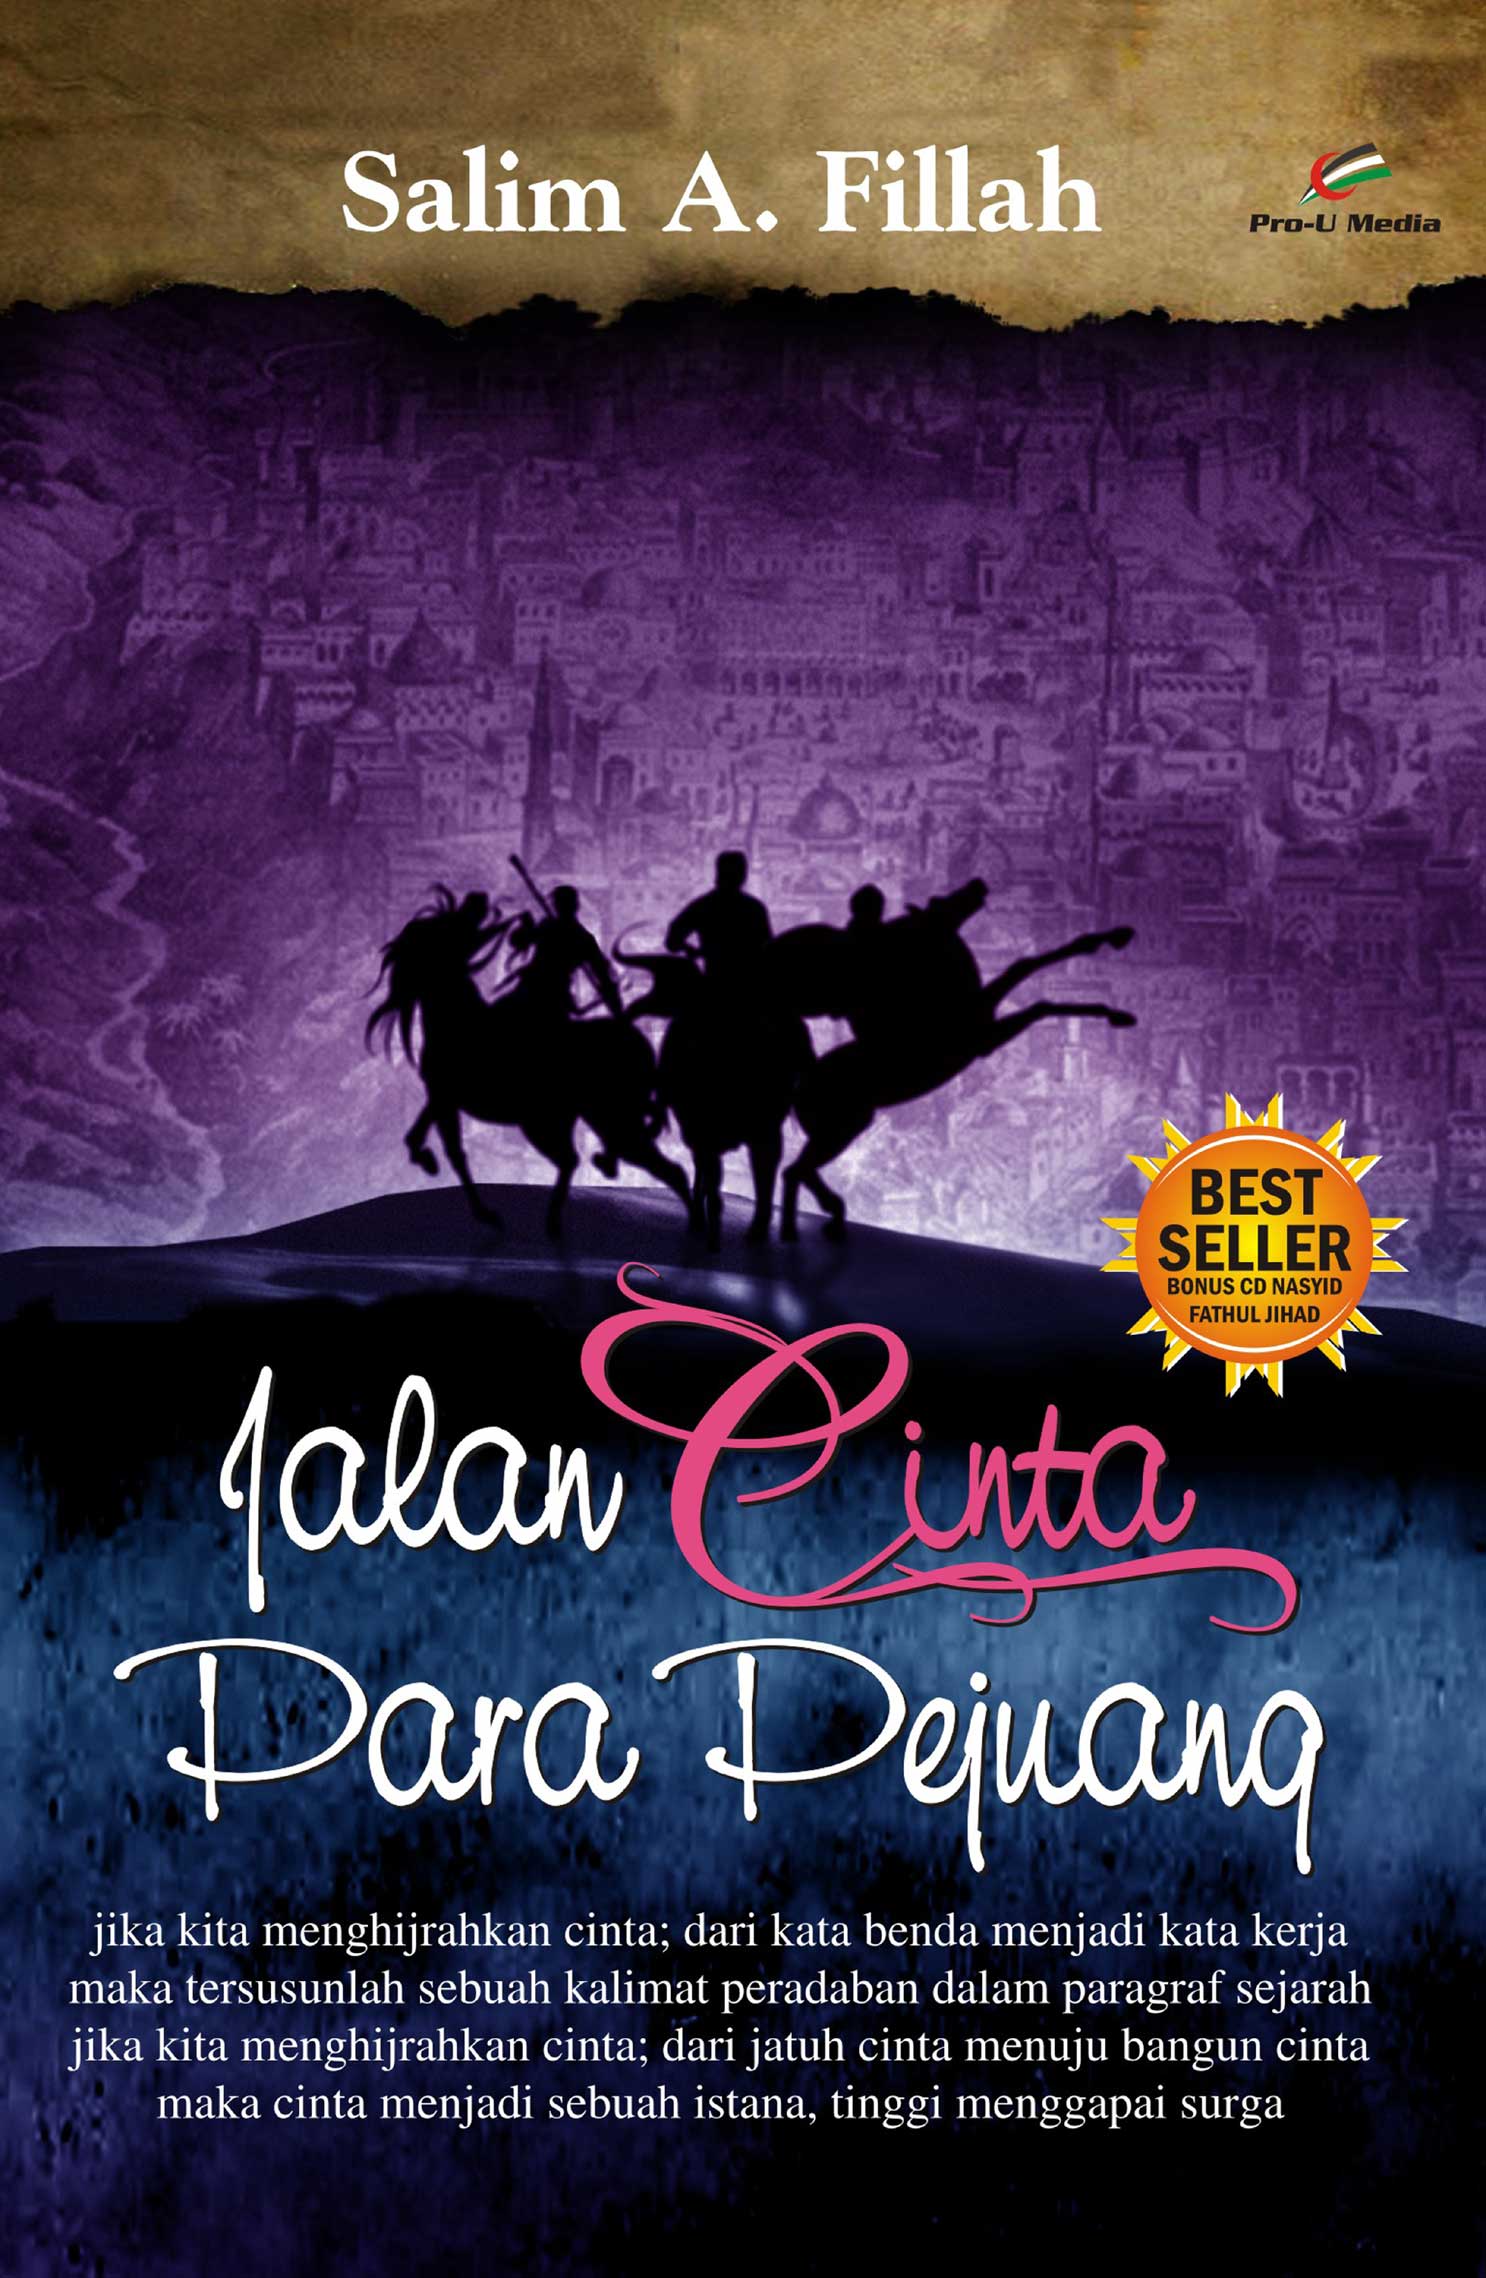 Salim A. Fillah
Pro-U Media
BEST
SELLER
BONUS CD NASYID
FATHUL JIHAD
Jalan Cinta
Para Pejuang
jika kita menghijrahkan cinta; dari kata benda menjadi kata kerja
maka tersusunlah sebuah kalimat peradaban dalam paragraf sejarah
jika kita menghijrahkan cinta; dari jatuh cinta menuju bangun cinta
maka cinta menjadi sebuah istana, tinggi menggapai surga